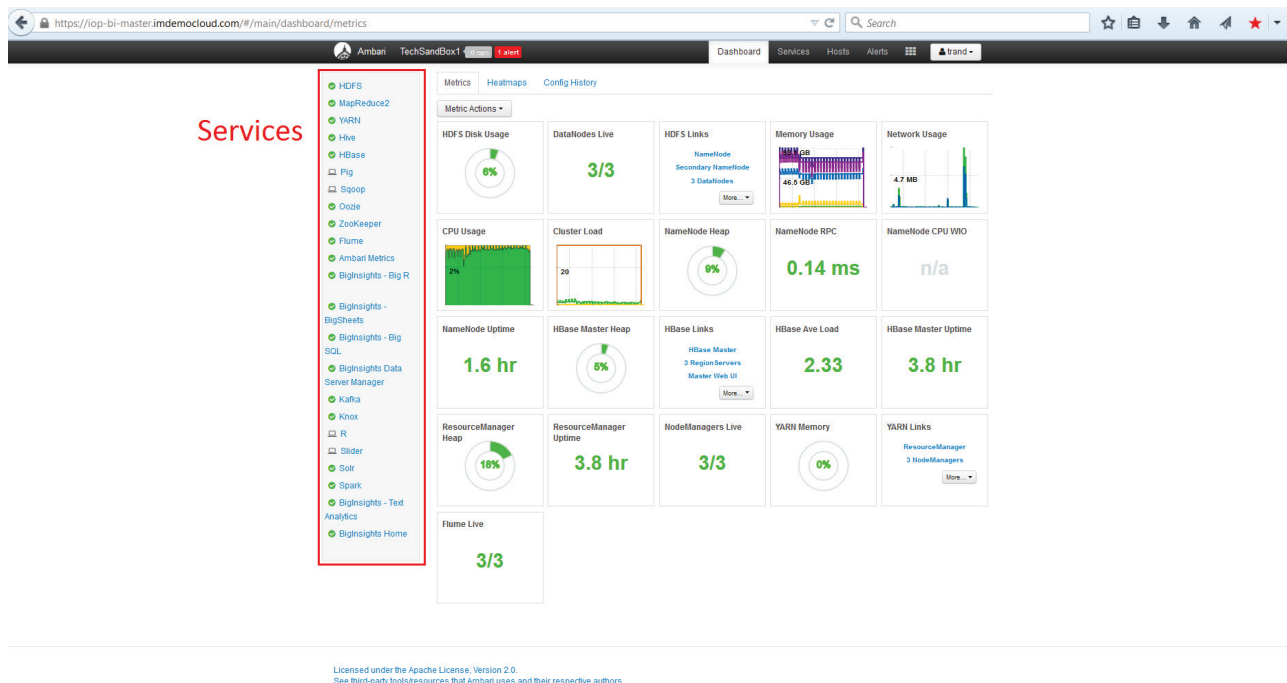 https://iop-bi-master.imdemocloud.com/#/main/dashboard/metrics
Search
Ambari TechSandBox1 0 ops 1 alert
Dashboard Services Hosts Alerts trand
Services
HDFS
MapReduce2
YARN
Hive
HBase
Pig
Sqoop
Oozie
ZooKeeper
Flume
Ambari Metrics
BigInsights - Big R
BigInsights -
BigSheets
BigInsights - Big
SQL
BigInsights Data
Server Manager
Kafka
Knox
R
Slider
Solr
Spark
BigInsights - Text
Analytics
BigInsights Home
Metrics Heatmaps Config History
Metric Actions
HDFS Disk Usage
6%
DataNodes Live
3/3
HDFS Links
NameNode
Secondary NameNode
3 DataNodes
More...
Memory Usage
46.5 GB
Network Usage
4.7 MB
CPU Usage
2%
Cluster Load
20
NameNode Heap
9%
NameNode RPC
0.14 ms
NameNode CPU WIO
n/a
NameNode Uptime
1.6 hr
HBase Master Heap
5%
HBase Links
HBase Master
3 RegionServers
Master Web UI
More...
HBase Ave Load
2.33
HBase Master Uptime
3.8 hr
ResourceManager
Heap
18%
ResourceManager
Uptime
3.8 hr
NodeManagers Live
3/3
YARN Memory
0%
YARN Links
ResourceManager
3 NodeManagers
More...
Flume Live
3/3
Licensed under the Apache License, Version 2.0.
See third-party tools/resources that Ambari uses and their respective authors